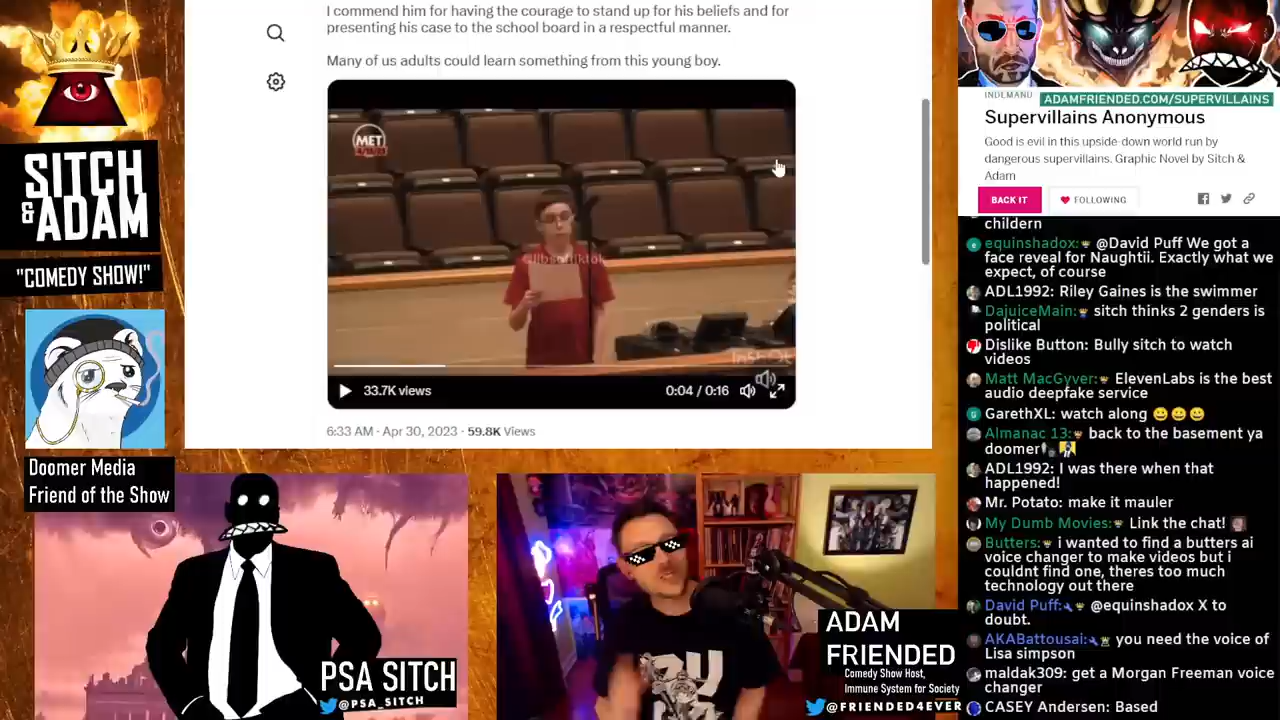 I commend him for having the courage to stand up for his beliefs and for
presenting his case to the school board in a respectful manner.
Many of us adults could learn something from this young boy.
MET
@libsoftiktok
InShOt
33.7K views
0:04 / 0:16
6:33 AM · Apr 30, 2023 · 59.8K Views
SITCH
& ADAM
"COMEDY SHOW!"
Doomer Media
Friend of the Show
PSA SITCH
@PSA_SITCH
ADAM
FRIENDED
Comedy Show Host,
Immune System for Society
@FRIENDED4EVER
INDEMAND
ADAMFRIENDED.COM/SUPERVILLAINS
Supervillains Anonymous
Good is evil in this upside-down world run by
dangerous supervillains. Graphic Novel by Sitch &
Adam
BACK IT
FOLLOWING
childern
equinshadox: @David Puff We got a
face reveal for Naughtii. Exactly what we
expect, of course
ADL1992: Riley Gaines is the swimmer
DajuiceMain: sitch thinks 2 genders is
political
Dislike Button: Bully sitch to watch
videos
Matt MacGyver: ElevenLabs is the best
audio deepfake service
GarethXL: watch along
Almanac 13: back to the basement ya
doomer
ADL1992: I was there when that
happened!
Mr. Potato: make it mauler
My Dumb Movies: Link the chat!
Butters: i wanted to find a butters ai
voice changer to make videos but i
couldnt find one, theres too much
technology out there
David Puff: @equinshadox X to
doubt.
AKABattousai: you need the voice of
Lisa simpson
maldak309: get a Morgan Freeman voice
changer
CASEY Andersen: Based